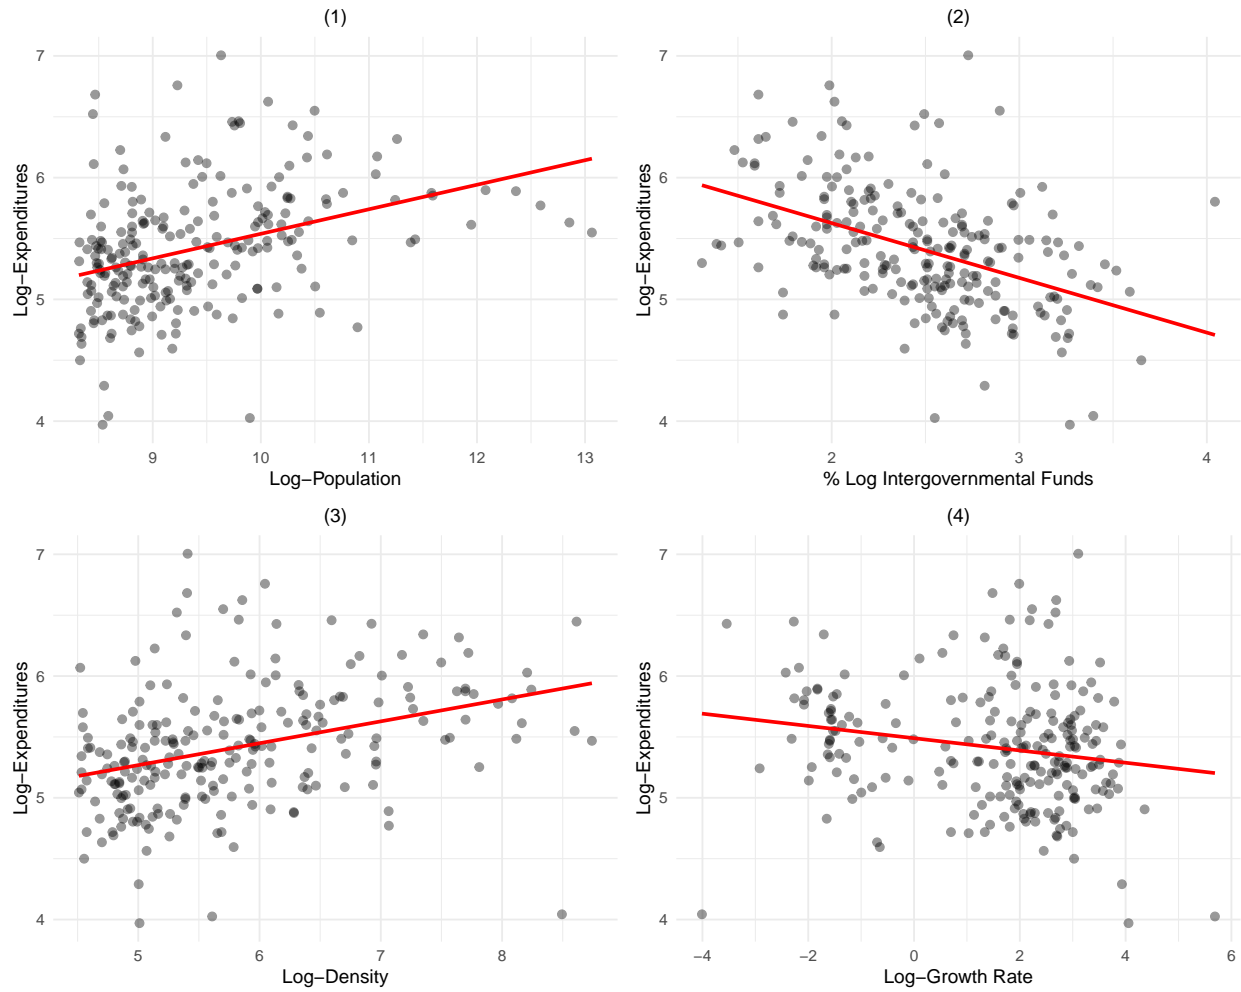 (1)
7
6
5
4
Log−Expenditures
9 10 11 12 13
Log−Population
(2)
7
6
5
4
Log−Expenditures
2 3 4
% Log Intergovernmental Funds
(3)
7
6
5
4
Log−Expenditures
5 6 7 8
Log−Density
(4)
7
6
5
4
Log−Expenditures
−4 −2 0 2 4 6
Log−Growth Rate